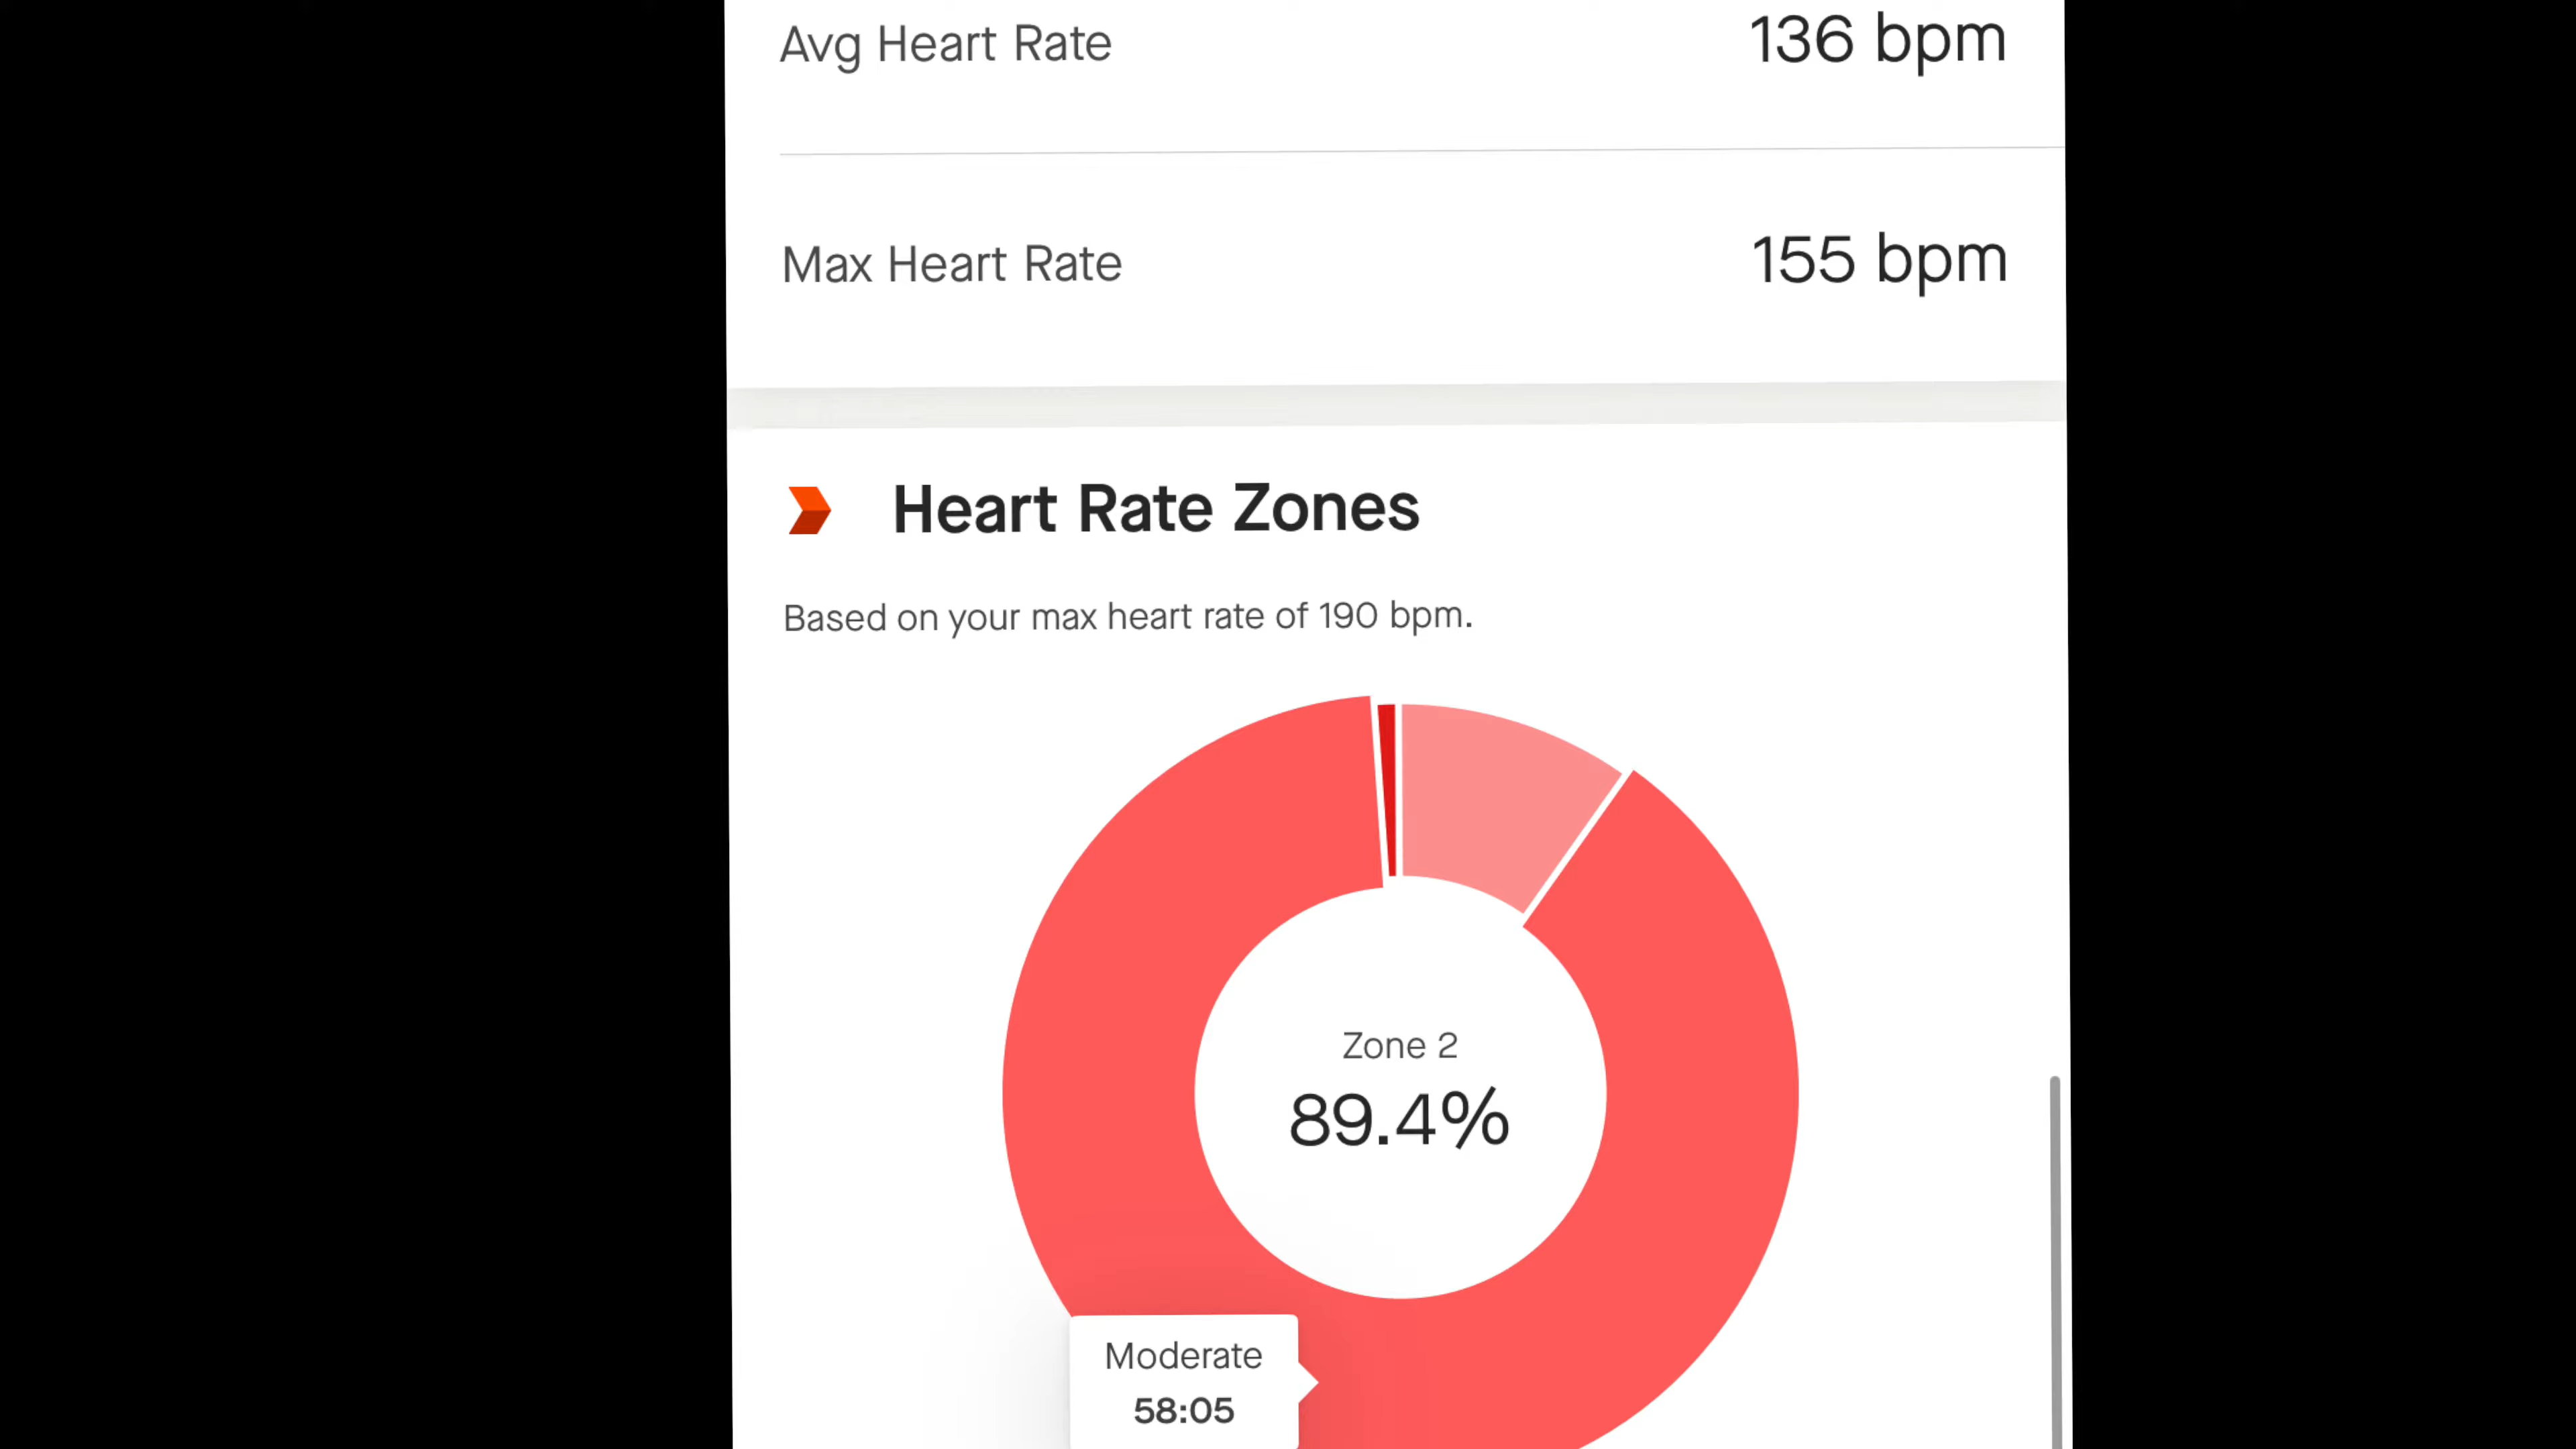 Avg Heart Rate 136 bpm
Max Heart Rate 155 bpm
Heart Rate Zones
Based on your max heart rate of 190 bpm.
Zone 2
89.4%
Moderate
58:05